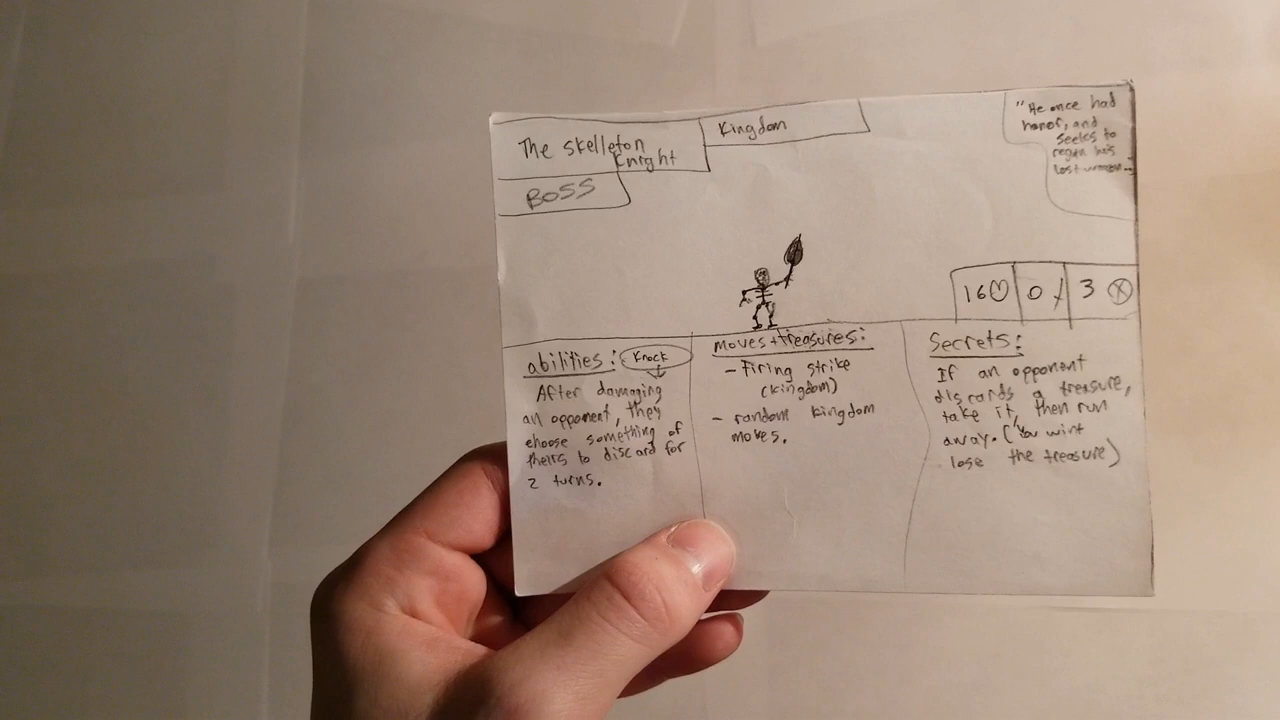 The skelleton
Knight
Kingdom
BOSS
"He once had
honor, and
seeks to
regain his
lost
16
0 /
3
abilities:
Knock
After damaging
an opponent, they
choose something of
theirs to discard for
2 turns.
moves + treasures:
- Firing strike
(kingdom)
- random kingdom
moves.
Secrets:
If an opponent
discards a treasure,
take it, then run
away. (You wint
lose the treasure)